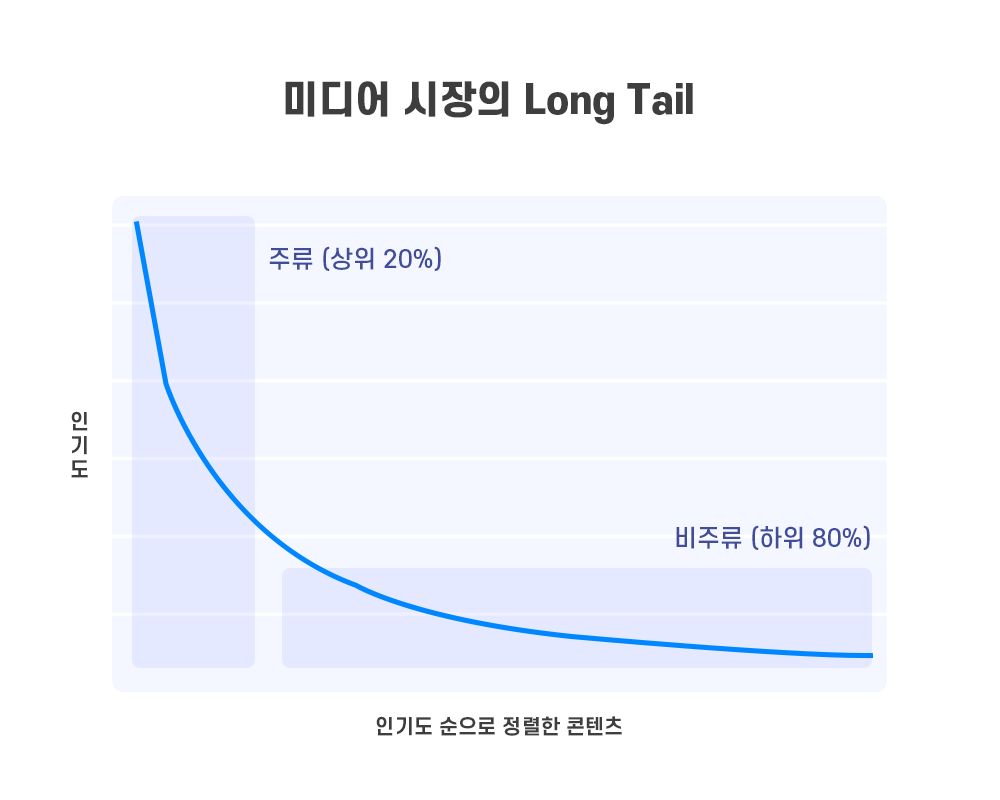 미디어 시장의 Long Tail
주류 (상위 20%)
인기도
비주류 (하위 80%)
인기도 순으로 정렬한 콘텐츠